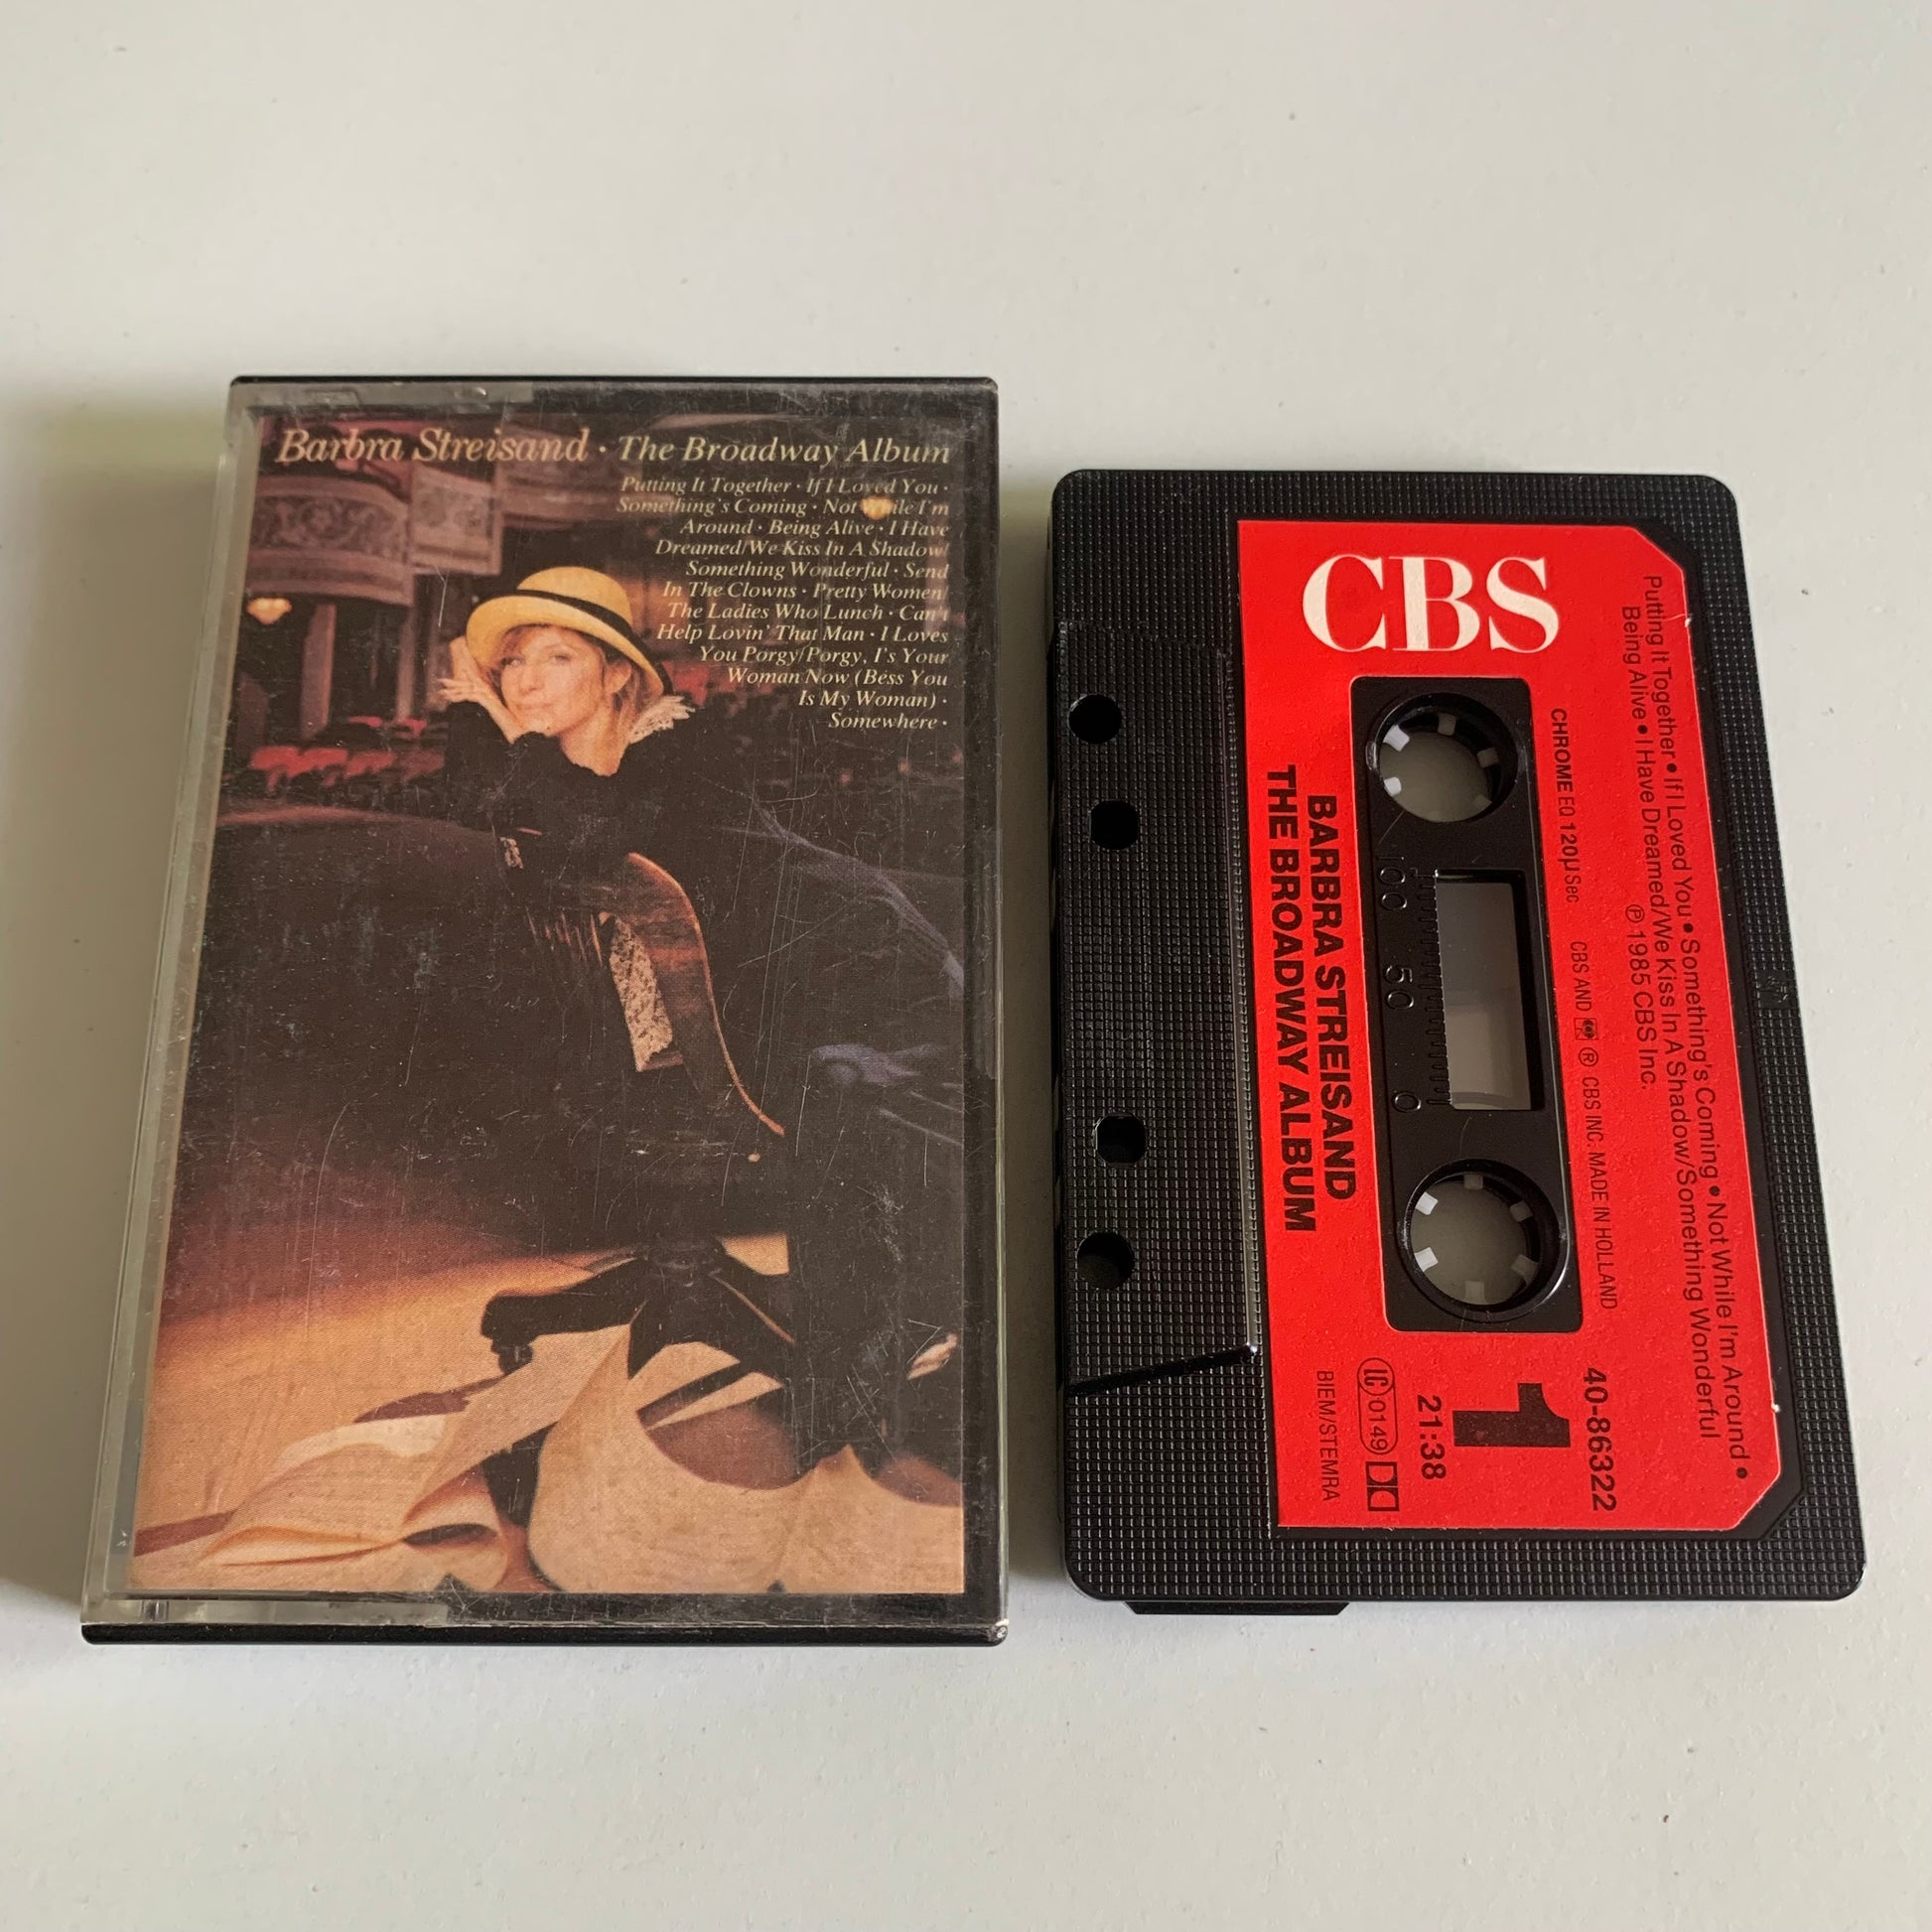 Barbra Streisand · The Broadway Album
Putting It Together · If I Loved You ·
Something's Coming · Not While I'm
Around · Being Alive · I Have
Dreamed/We Kiss In A Shadow/
Something Wonderful · Send
In The Clowns · Pretty Women/
The Ladies Who Lunch · Can't
Help Lovin' That Man · I Loves
You Porgy/Porgy, I's Your
Woman Now (Bess You
Is My Woman) ·
Somewhere ·
CBS
Putting It Together • If I Loved You • Something's Coming • Not While I'm Around •
Being Alive • I Have Dreamed/We Kiss In A Shadow/Something Wonderful
℗ 1985 CBS Inc.
CHROME EQ 120µ Sec
CBS AND ® CBS INC. MADE IN HOLLAND
100 50 0
BARBRA STREISAND
THE BROADWAY ALBUM
40-86322
1
21:38
LC 0149
BIEM/STEMRA